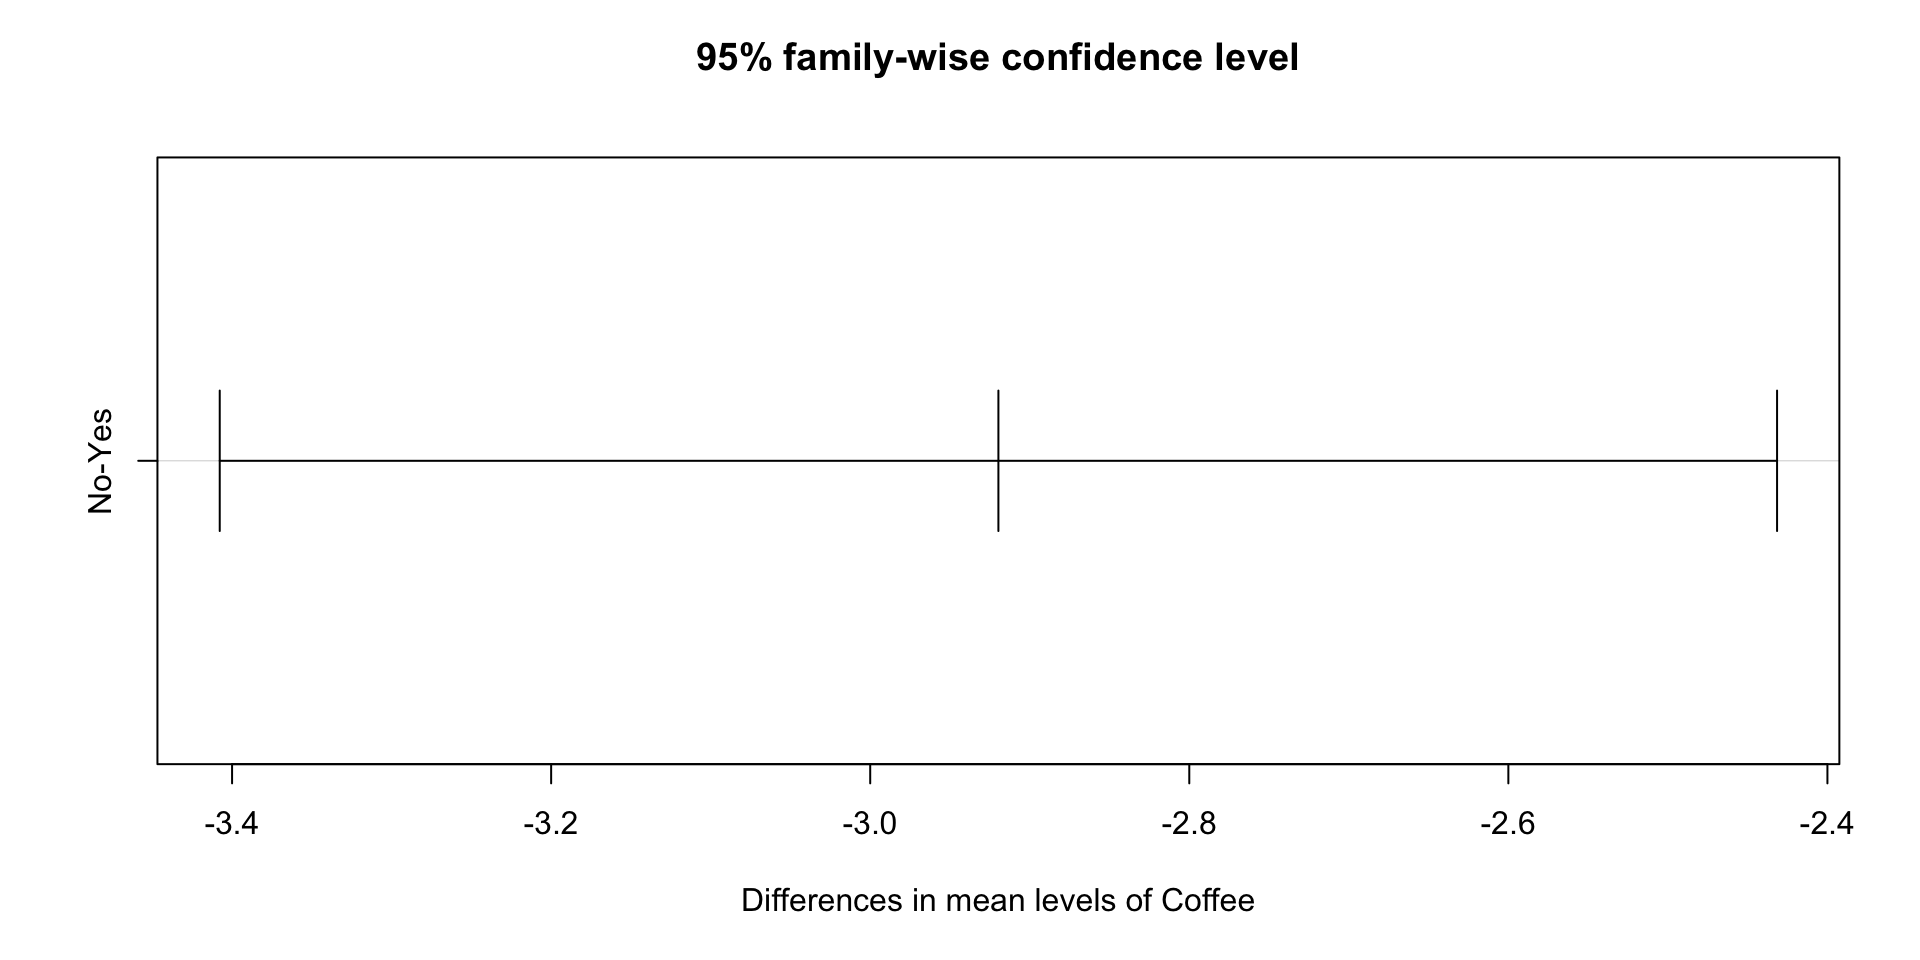 95% family-wise confidence level
No-Yes
-3.4 -3.2 -3.0 -2.8 -2.6 -2.4
Differences in mean levels of Coffee